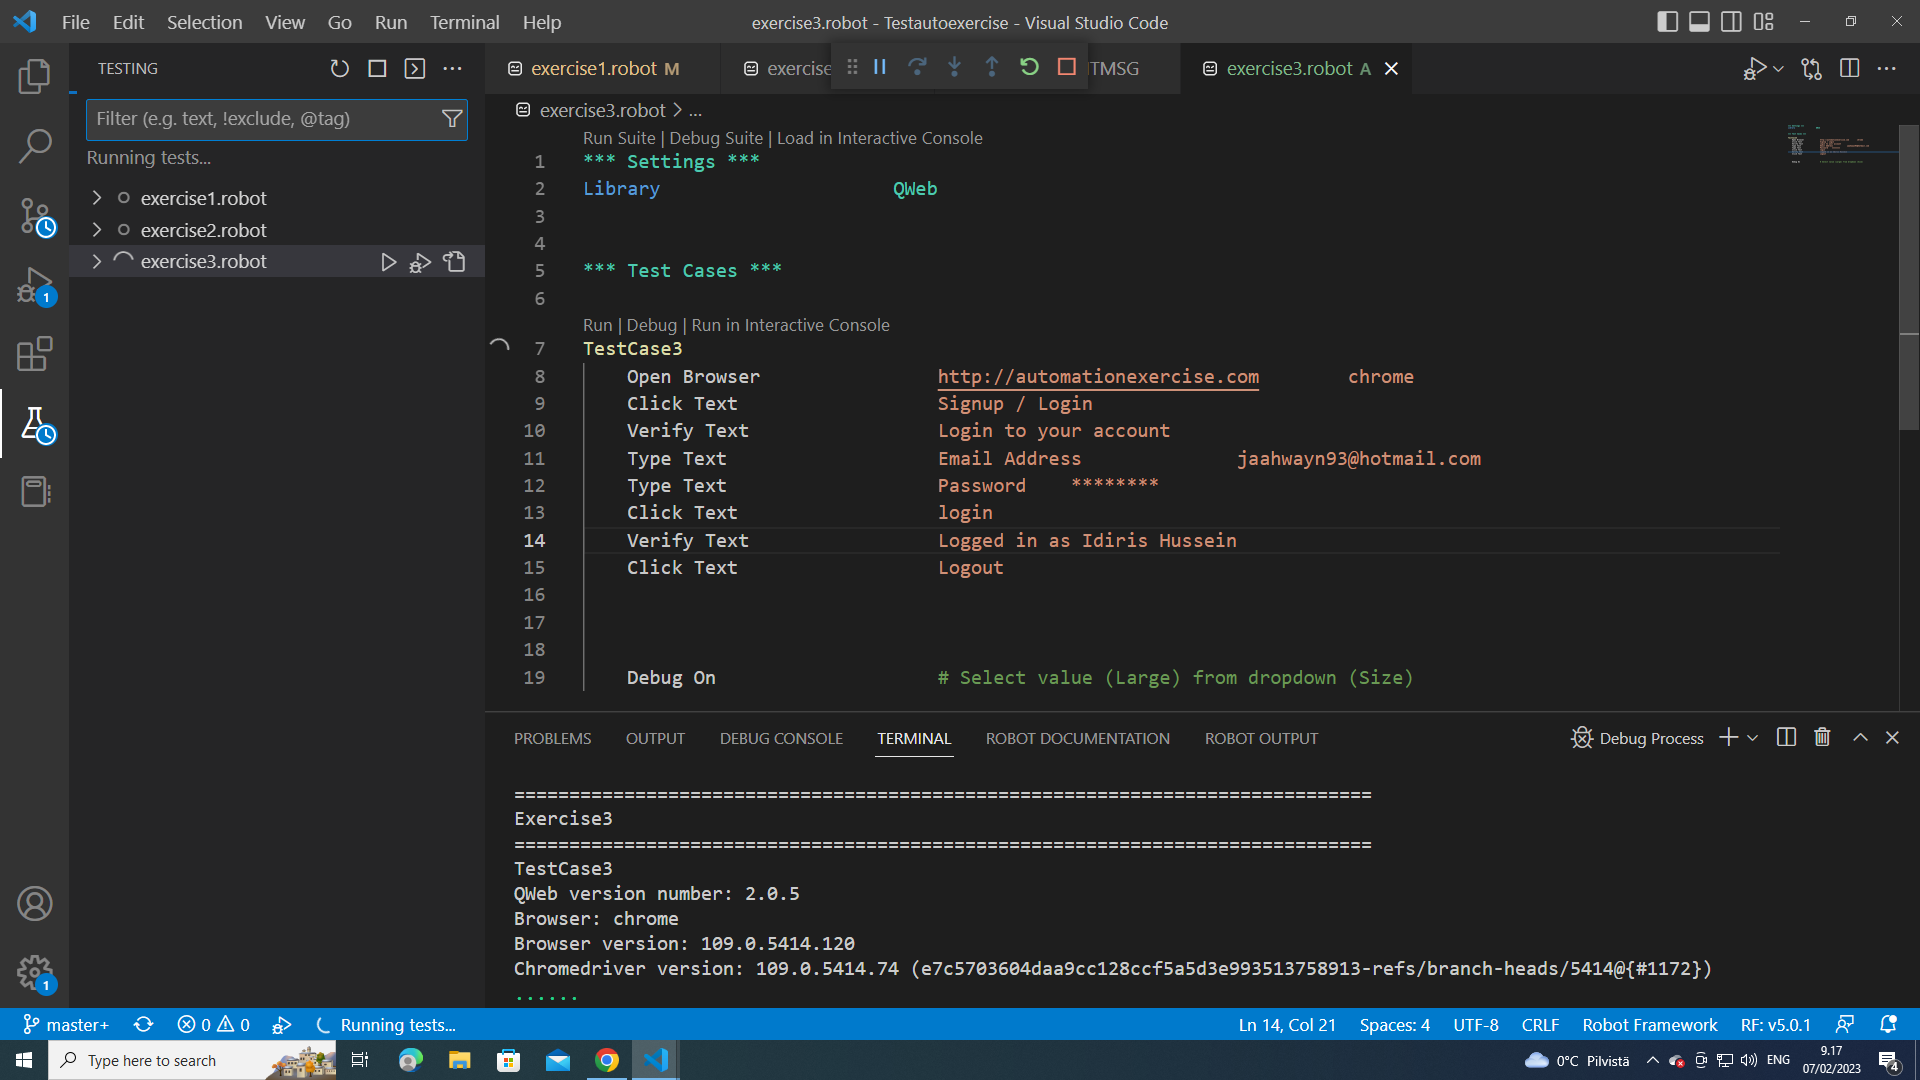 File Edit Selection View Go Run Terminal Help
exercise3.robot - Testautoexercise - Visual Studio Code
TESTING
exercise1.robot M
exercise
TMSG
exercise3.robot A
Filter (e.g. text, !exclude, @tag)
Running tests...
exercise1.robot
exercise2.robot
exercise3.robot
exercise3.robot > ...
Run Suite | Debug Suite | Load in Interactive Console
1 *** Settings ***
2 Library QWeb
3
4
5 *** Test Cases ***
6
Run | Debug | Run in Interactive Console
7 TestCase3
8 Open Browser http://automationexercise.com chrome
9 Click Text Signup / Login
10 Verify Text Login to your account
11 Type Text Email Address jaahwayn93@hotmail.com
12 Type Text Password ********
13 Click Text login
14 Verify Text Logged in as Idiris Hussein
15 Click Text Logout
16
17
18
19 Debug On # Select value (Large) from dropdown (Size)
PROBLEMS OUTPUT DEBUG CONSOLE TERMINAL ROBOT DOCUMENTATION ROBOT OUTPUT
Debug Process
==============================================================================
Exercise3
==============================================================================
TestCase3
QWeb version number: 2.0.5
Browser: chrome
Browser version: 109.0.5414.120
Chromedriver version: 109.0.5414.74 (e7c5703604daa9cc128ccf5a5d3e993513758913-refs/branch-heads/5414@{#1172})
......
1
1
master+ 0 0 Running tests... Ln 14, Col 21 Spaces: 4 UTF-8 CRLF Robot Framework RF: v5.0.1
Type here to search
0°C Pilvistä ENG
9.17
07/02/2023
4